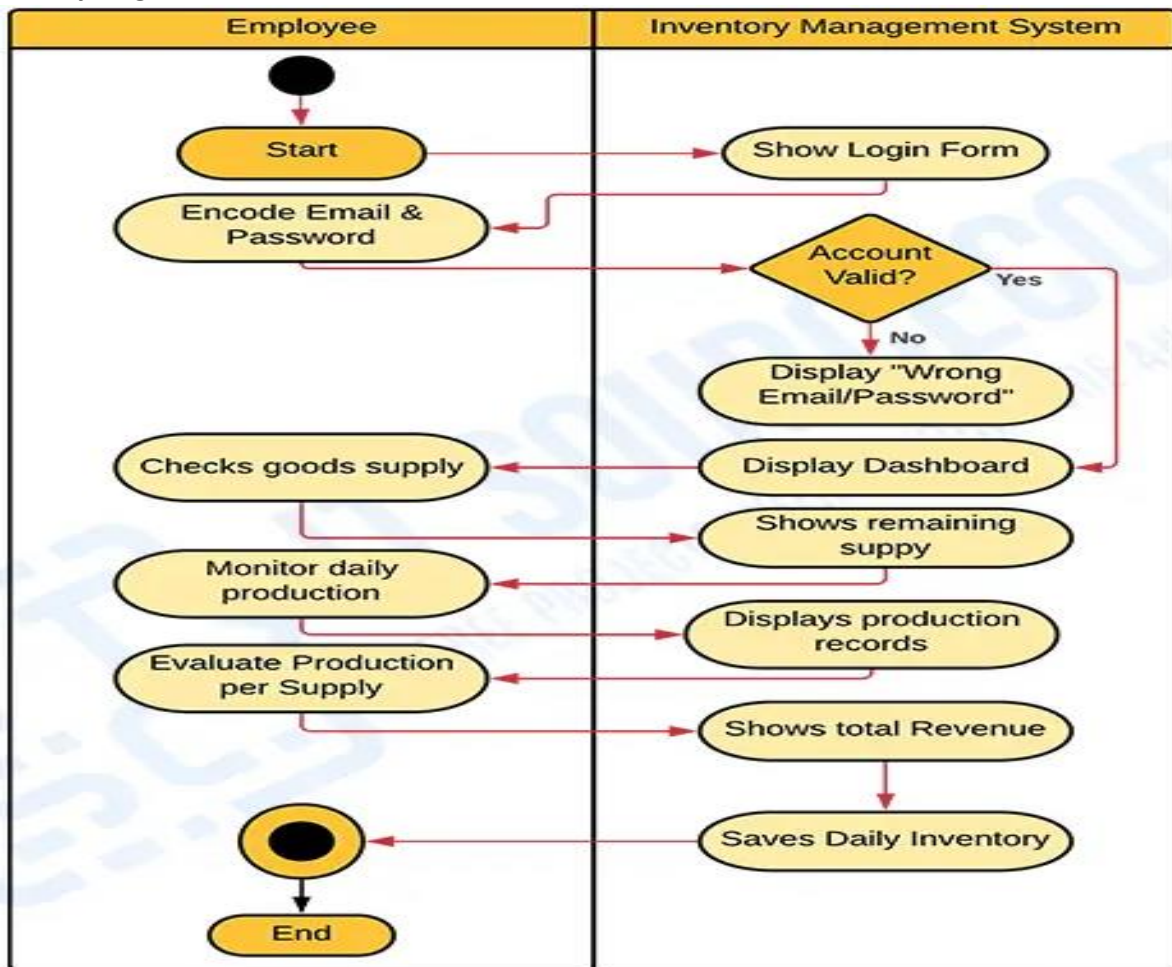 Employee
Inventory Management System
Start
Show Login Form
Encode Email &
Password
Account
Valid?
Yes
No
Display "Wrong
Email/Password"
Checks goods supply
Display Dashboard
Shows remaining
suppy
Monitor daily
production
Displays production
records
Evaluate Production
per Supply
Shows total Revenue
Saves Daily Inventory
End